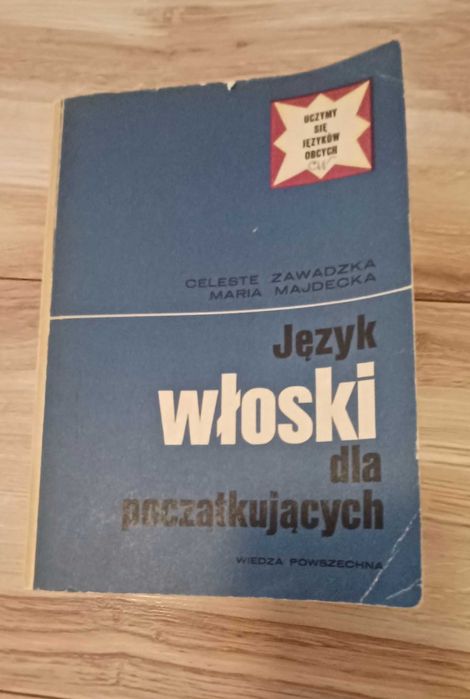 UCZYMY
SIĘ
JĘZYKÓW
OBCYCH
CELESTE ZAWADZKA
MARIA MAJDECKA
Język
włoski
dla
początkujących
WIEDZA POWSZECHNA